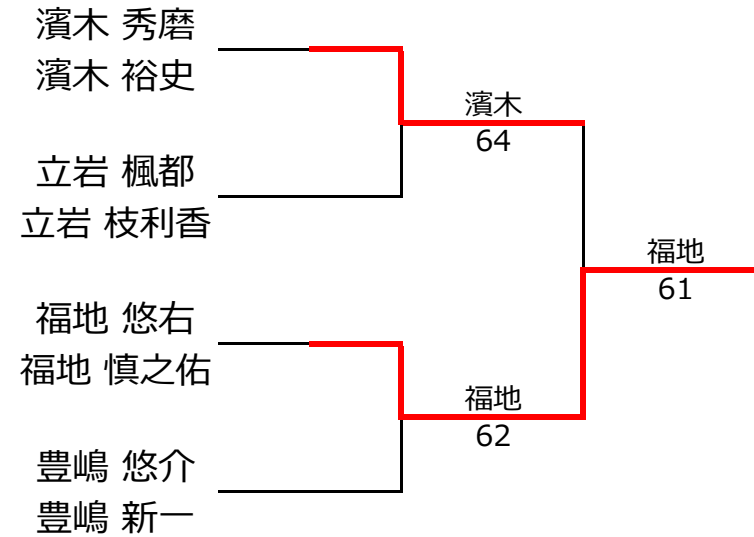 濱木 秀磨
濱木 裕史
濱木
64
立岩 楓都
立岩 枝利香
福地
61
福地 悠右
福地 慎之佑
福地
62
豊嶋 悠介
豊嶋 新一